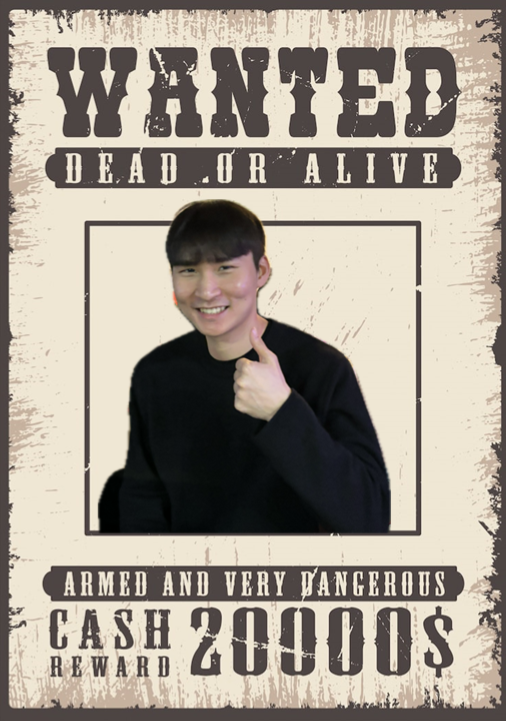 WANTED
DEAD OR ALIVE
ARMED AND VERY DANGEROUS
CASH
REWARD
20000$